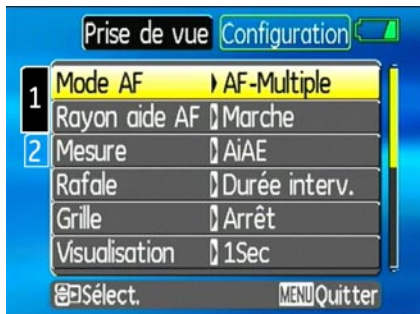 Prise de vue Configuration
1
2
Mode AF AF-Multiple
Rayon aide AF Marche
Mesure AiAE
Rafale Durée interv.
Grille Arrêt
Visualisation 1Sec
Sélect. MENU Quitter